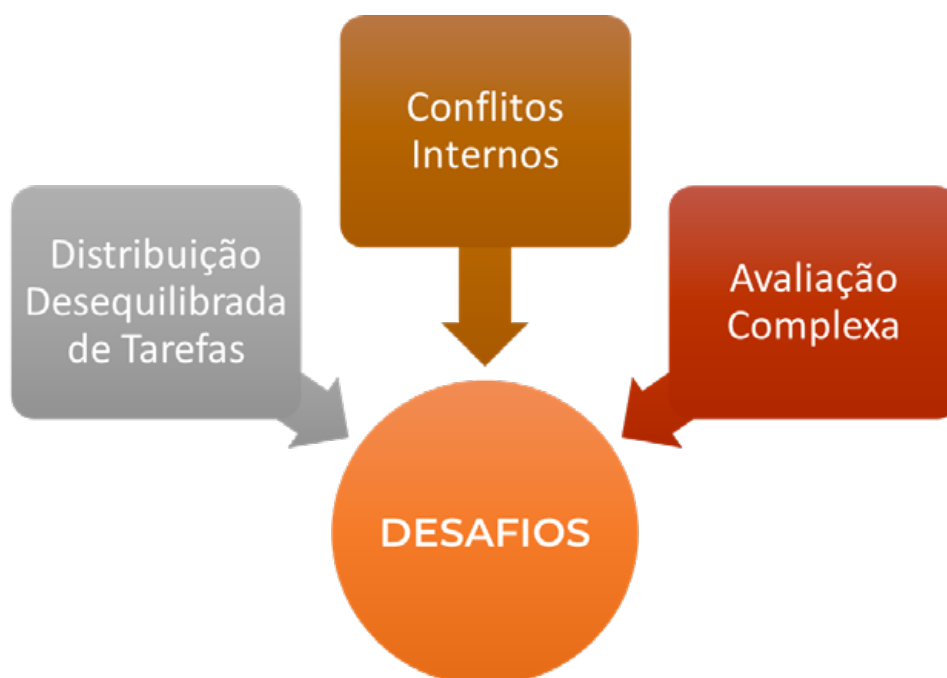 Conflitos
Internos
Distribuição
Desequilibrada
de Tarefas
Avaliação
Complexa
DESAFIOS